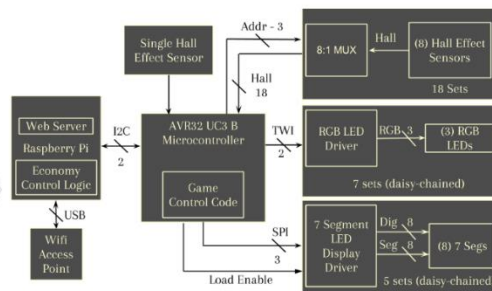 Single Hall
Effect Sensor
Addr - 3
Hall
18
8:1 MUX
Hall
(8) Hall Effect
Sensors
18 Sets
Web Server
Raspberry Pi
Economy
Control Logic
I2C
2
AVR32 UC3 B
Microcontroller
Game
Control Code
TWI
2
RGB LED
Driver
RGB 3
(3) RGB
LEDs
7 sets (daisy-chained)
USB
Wifi
Access
Point
SPI
3
Load Enable
7 Segment
LED
Display
Driver
Dig 8
Seg 8
(8) 7 Segs
5 sets (daisy-chained)